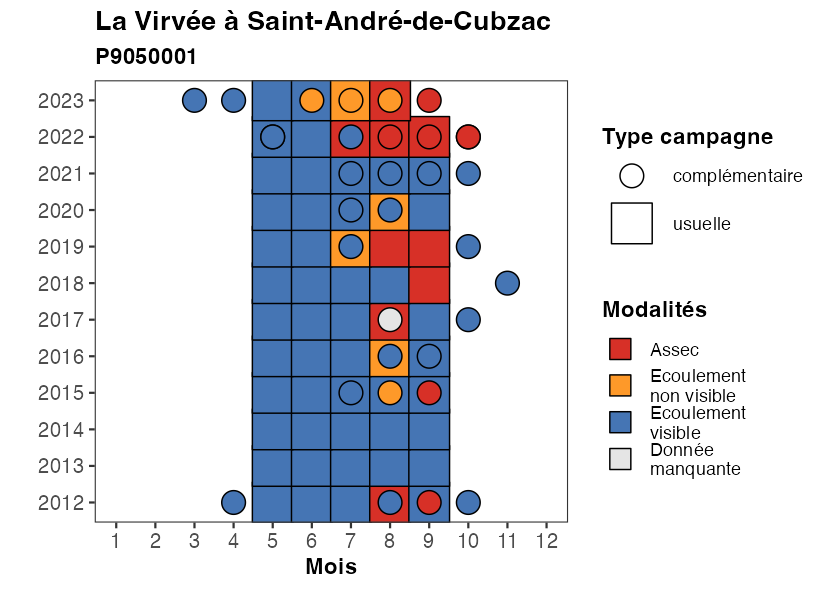 La Virvée à Saint-André-de-Cubzac
P9050001
2023
2022
2021
2020
2019
2018
2017
2016
2015
2014
2013
2012
1 2 3 4 5 6 7 8 9 10 11 12
Mois
Type campagne
complémentaire
usuelle
Modalités
Assec
Ecoulement
non visible
Ecoulement
visible
Donnée
manquante